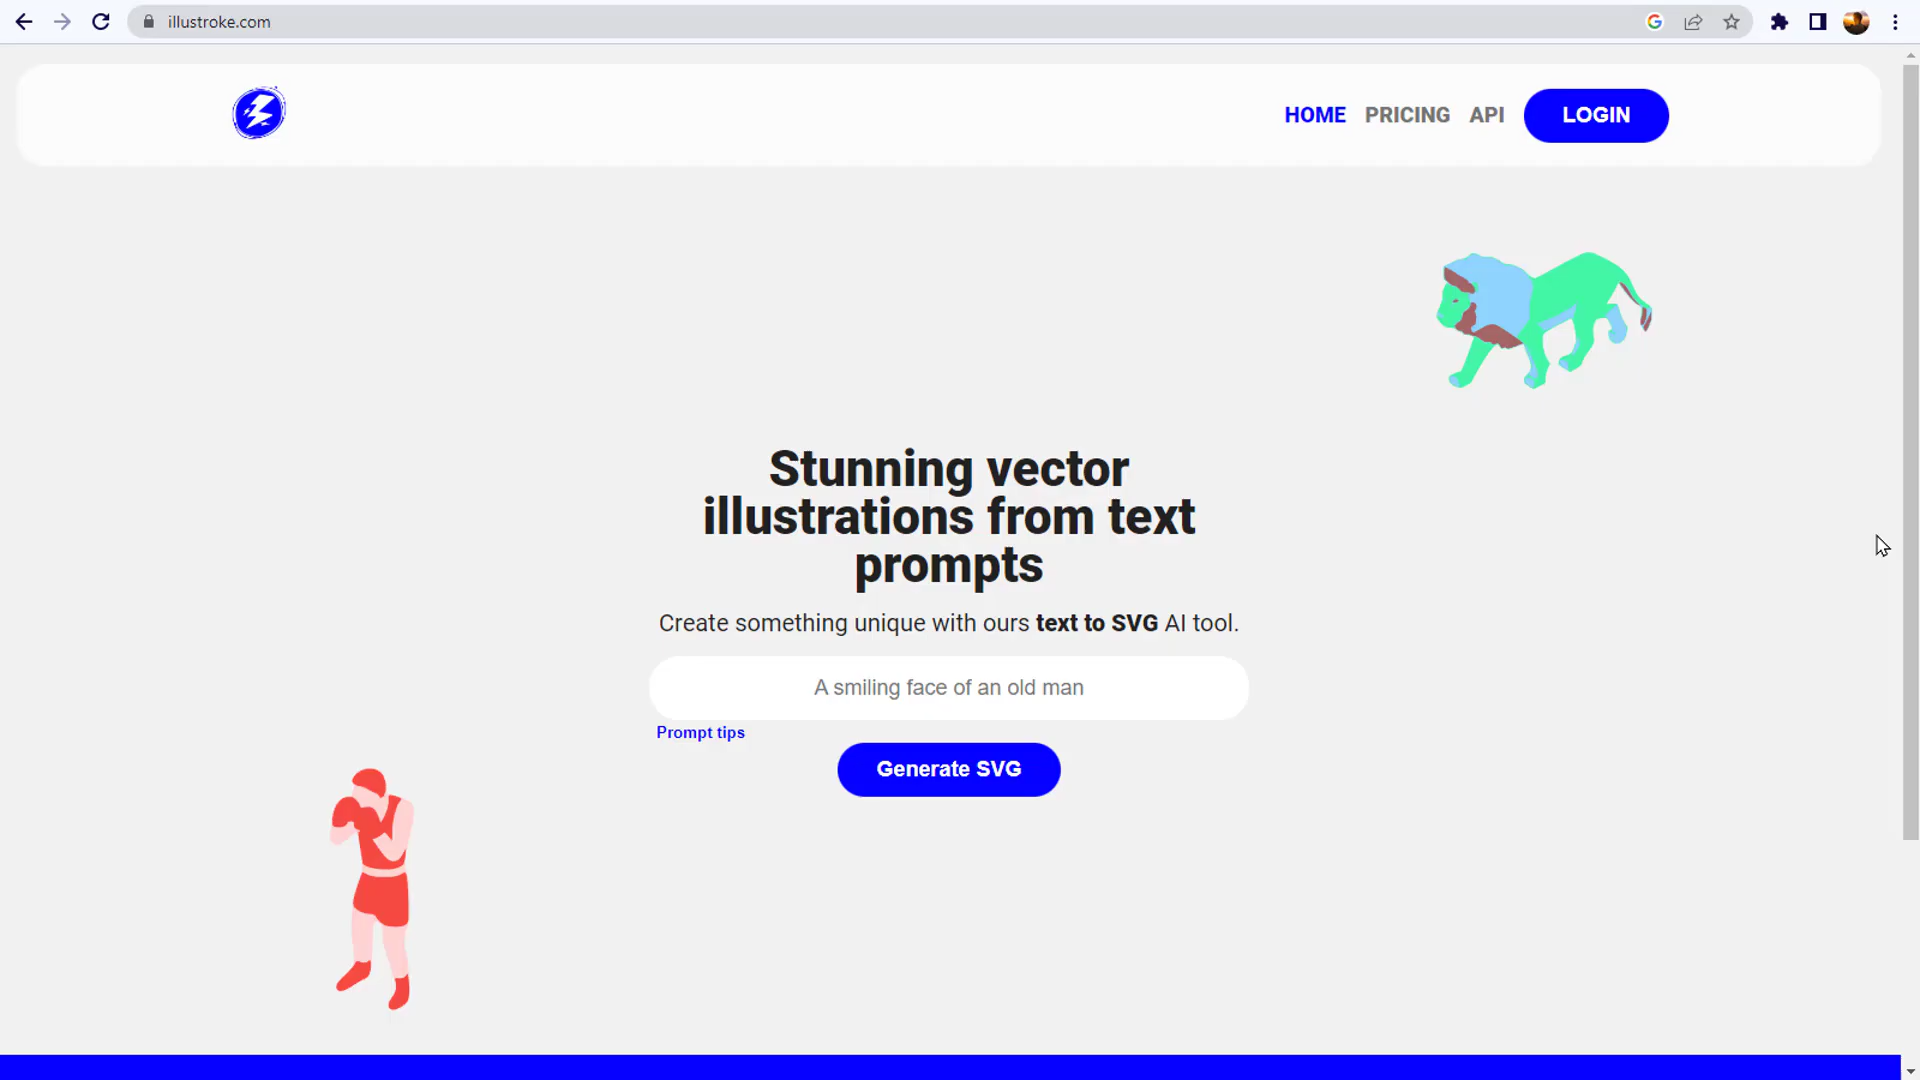 illustroke.com
HOME PRICING API LOGIN
Stunning vector
illustrations from text
prompts
Create something unique with ours text to SVG AI tool.
A smiling face of an old man
Prompt tips
Generate SVG